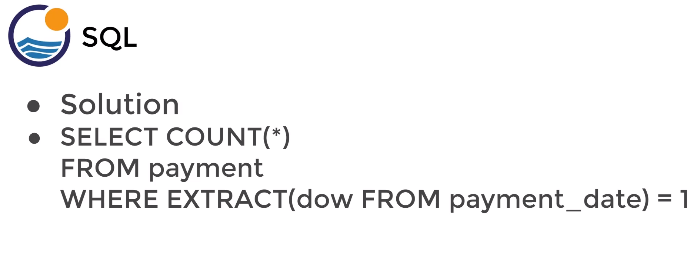 SQL
● Solution
● SELECT COUNT(*)
FROM payment
WHERE EXTRACT(dow FROM payment_date) = 1